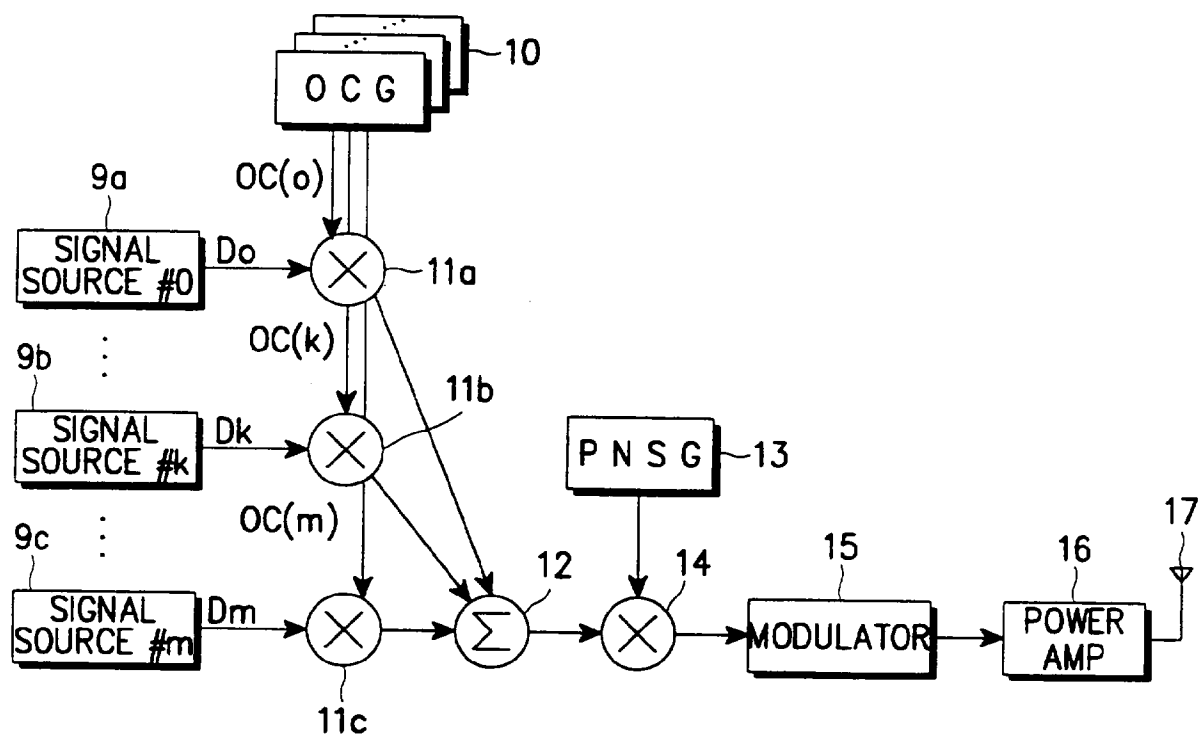 10
O C G
OC(o)
9a
SIGNAL
SOURCE #0
Do
11a
OC(k)
9b
SIGNAL
SOURCE #k
Dk
11b
P N S G
13
OC(m)
9c
SIGNAL
SOURCE #m
Dm
11c
12
Σ
14
15
MODULATOR
16
POWER
AMP
17